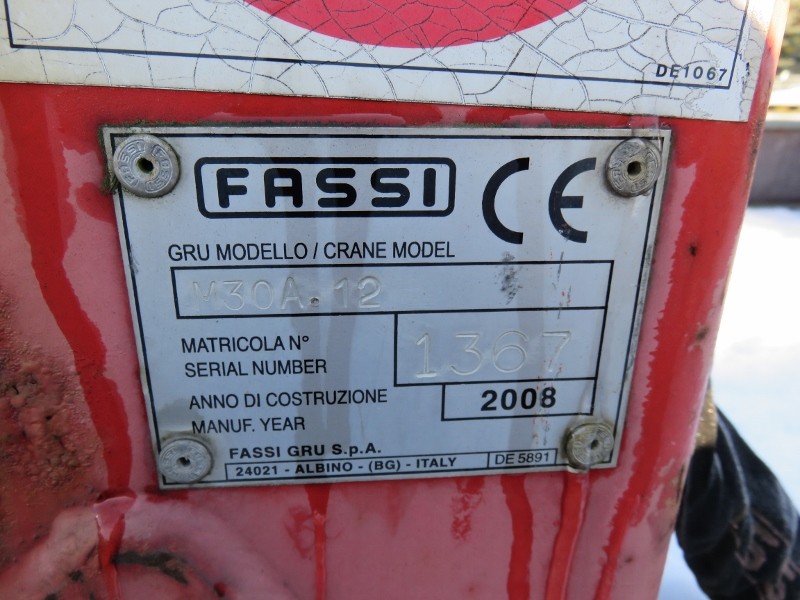 DE1067
FASSI CE
GRU MODELLO / CRANE MODEL
M30A.12
MATRICOLA N°
SERIAL NUMBER
1367
ANNO DI COSTRUZIONE
MANUF. YEAR
2008
FASSI GRU S.p.A.
24021 - ALBINO - (BG) - ITALY
DE 5891